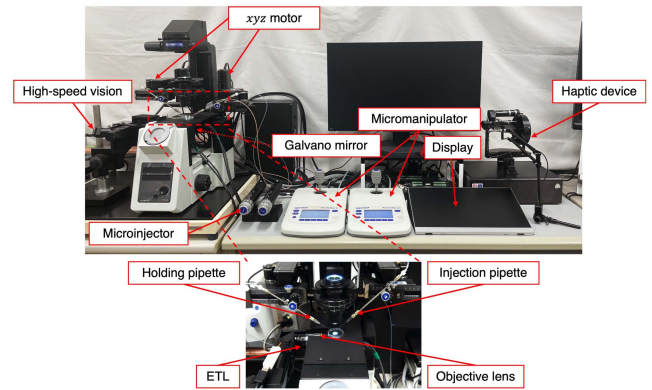 xyz motor
High-speed vision
Haptic device
Micromanipulator
Galvano mirror
Display
Microinjector
Holding pipette
Injection pipette
ETL
Objective lens